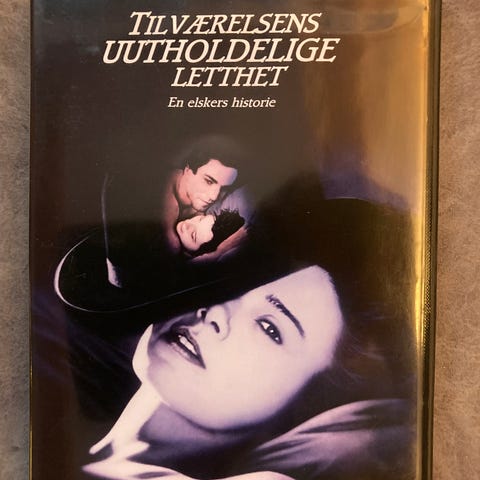 TILVÆRELSENS
UUTHOLDELIGE
LETTHET
En elskers historie